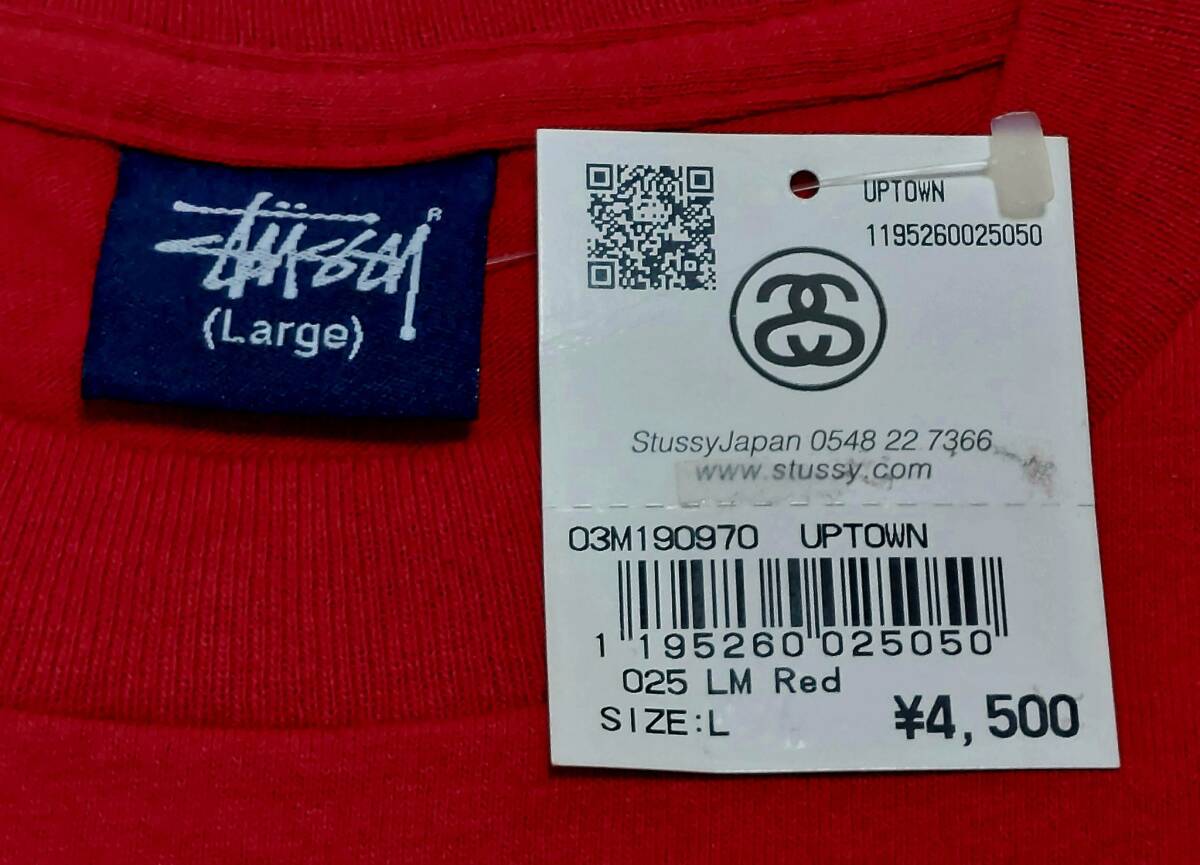 Stüssy
R
(Large)
UPTOWN
1195260025050
StussyJapan 0548 22 7366
www.stussy.com
03M190970 UPTOWN
1 195260 025050
025 LM Red
SIZE:L
¥4,500